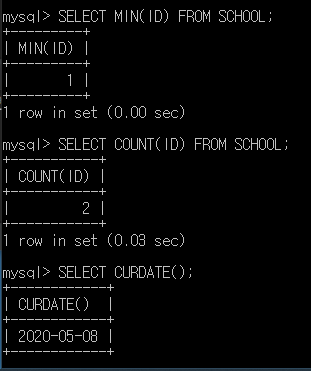 mysql> SELECT MIN(ID) FROM SCHOOL;
+---------+
| MIN(ID) |
+---------+
|       1 |
+---------+
1 row in set (0.00 sec)
mysql> SELECT COUNT(ID) FROM SCHOOL;
+-----------+
| COUNT(ID) |
+-----------+
|         2 |
+-----------+
1 row in set (0.03 sec)
mysql> SELECT CURDATE();
+------------+
| CURDATE()  |
+------------+
| 2020-05-08 |
+------------+